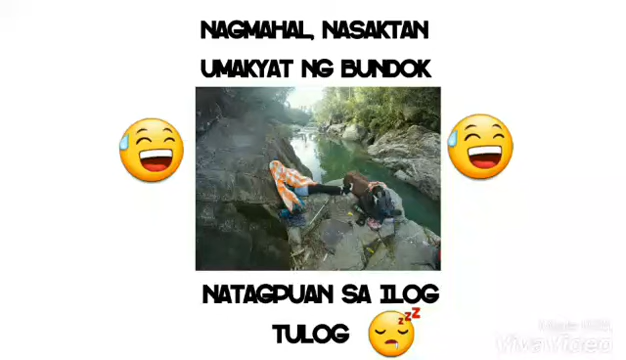 NAGMAHAL, NASAKTAN
UMAKYAT NG BUNDOK
NATAGPUAN SA ILOG
TULOG
VivaVideo